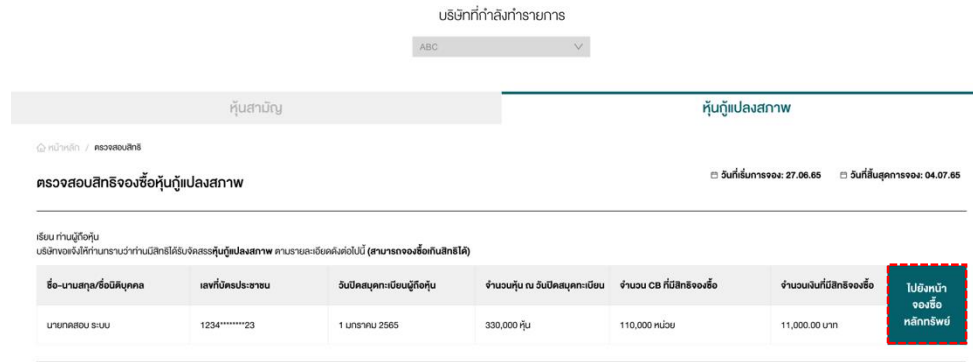 บริษัทที่กำลังทำรายการ
ABC
หุ้นสามัญ
หุ้นกู้แปลงสภาพ
หน้าหลัก / ตรวจสอบสิทธิ
ตรวจสอบสิทธิจองซื้อหุ้นกู้แปลงสภาพ
วันที่เริ่มการจอง: 27.06.65 วันที่สิ้นสุดการจอง: 04.07.65
เรียน ท่านผู้ถือหุ้น
บริษัทขอแจ้งให้ท่านทราบว่าท่านมีสิทธิได้รับจัดสรรหุ้นกู้แปลงสภาพ ตามรายละเอียดดังต่อไปนี้ (สามารถจองซื้อเกินสิทธิได้)
ชื่อ-นามสกุล/ชื่อนิติบุคคล เลขที่บัตรประชาชน วันปิดสมุดทะเบียนผู้ถือหุ้น จำนวนหุ้น ณ วันปิดสมุดทะเบียน จำนวน CB ที่มีสิทธิจองซื้อ จำนวนเงินที่มีสิทธิจองซื้อ
นายทดสอบ ระบบ 1234********23 1 มกราคม 2565 330,000 หุ้น 110,000 หน่วย 11,000.00 บาท
ไปยังหน้า
จองซื้อ
หลักทรัพย์